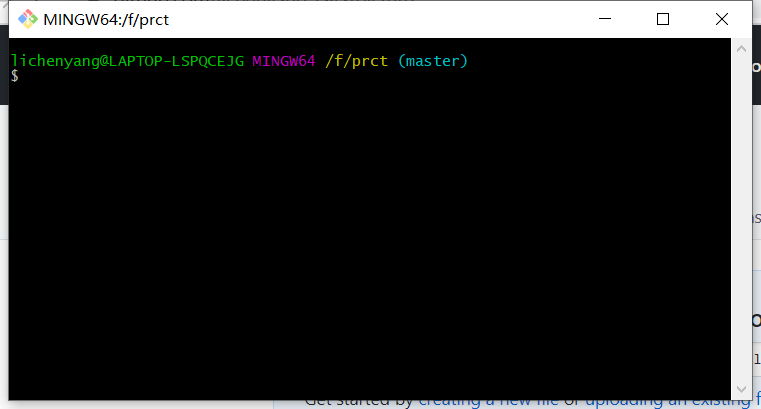 MINGW64:/f/prct
lichenyang@LAPTOP-LSPQCEJG MINGW64 /f/prct (master)
$
Get started by creating a new file or uploading an existing f